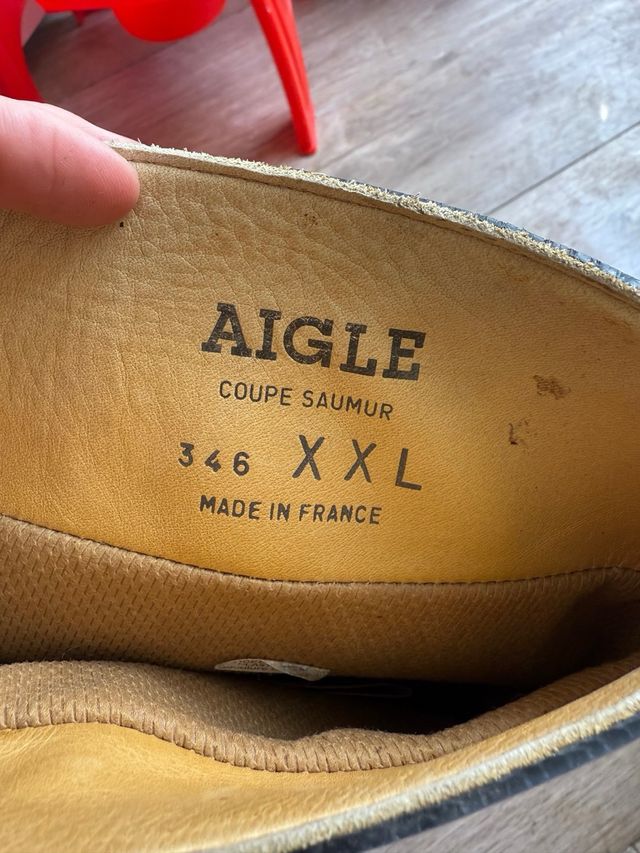 AIGLE
COUPE SAUMUR
346 XXL
MADE IN FRANCE